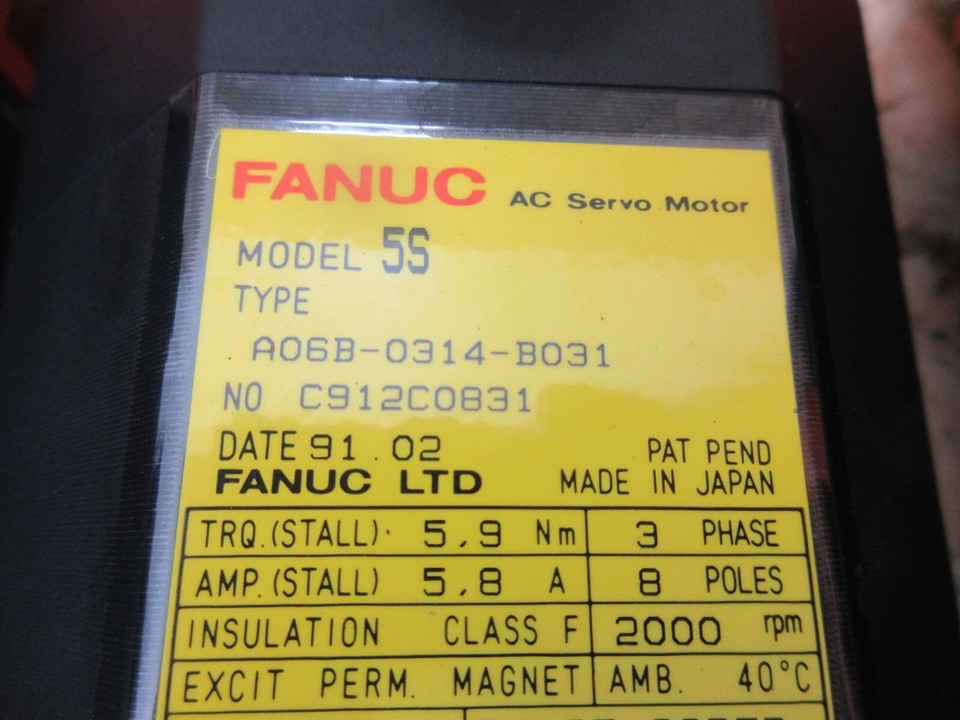 FANUC AC Servo Motor
MODEL 5S
TYPE
A06B-0314-B031
NO C912C0831
DATE 91.02 PAT PEND
FANUC LTD MADE IN JAPAN
TRQ.(STALL) 5.9 Nm 3 PHASE
AMP.(STALL) 5.8 A 8 POLES
INSULATION CLASS F 2000 rpm
EXCIT PERM. MAGNET AMB. 40°C